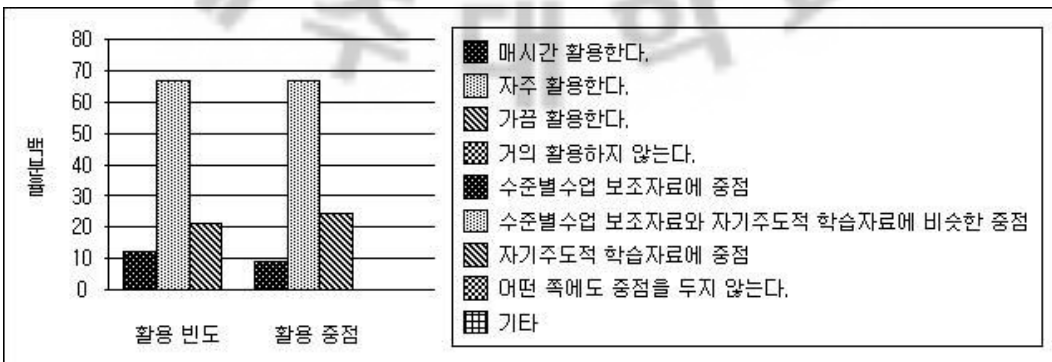 80
70
60
50
40
30
20
10
0
백분율
활용 빈도
활용 중점
매시간 활용한다.
자주 활용한다.
가끔 활용한다.
거의 활용하지 않는다.
수준별수업 보조자료에 중점
수준별수업 보조자료와 자기주도적 학습자료에 비슷한 중점
자기주도적 학습자료에 중점
어떤 쪽에도 중점을 두지 않는다.
기타